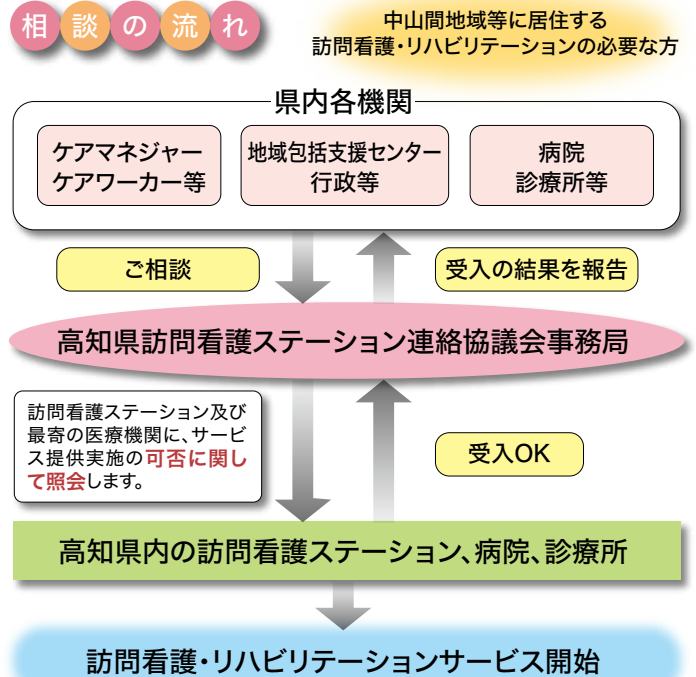 相談の流れ
中山間地域等に居住する
訪問看護・リハビリテーションの必要な方
県内各機関
ケアマネジャー
ケアワーカー等
地域包括支援センター
行政等
病院
診療所等
ご相談
受入の結果を報告
高知県訪問看護ステーション連絡協議会事務局
訪問看護ステーション及び
最寄の医療機関に、サービ
ス提供実施の可否に関し
て照会します。
受入OK
高知県内の訪問看護ステーション、病院、診療所
訪問看護・リハビリテーションサービス開始